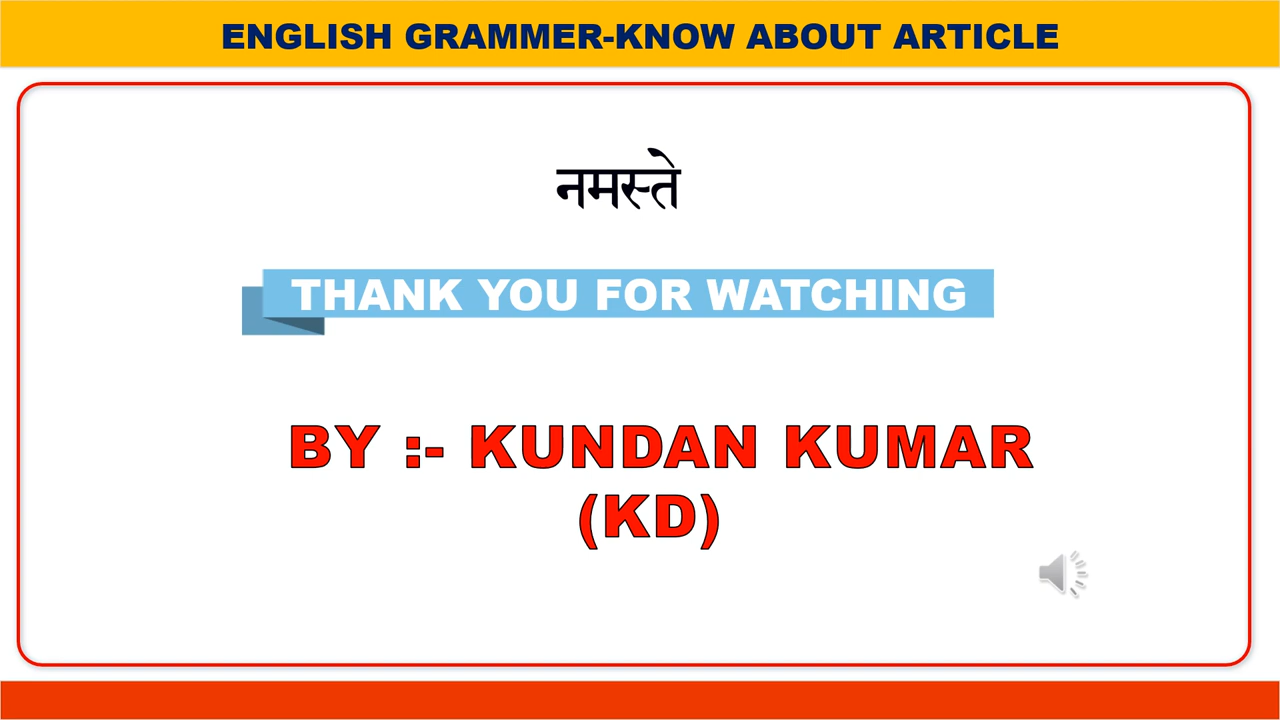 ENGLISH GRAMMER-KNOW ABOUT ARTICLE
नमस्ते
THANK YOU FOR WATCHING
BY :- KUNDAN KUMAR
(KD)